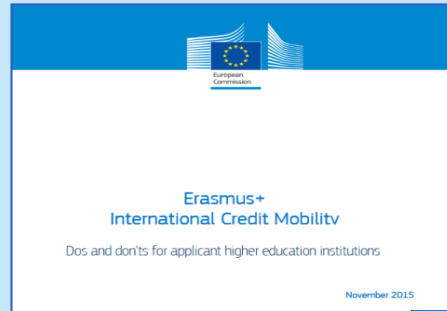 European
Commission
Erasmus+
International Credit Mobility
Dos and don'ts for applicant higher education institutions
November 2015